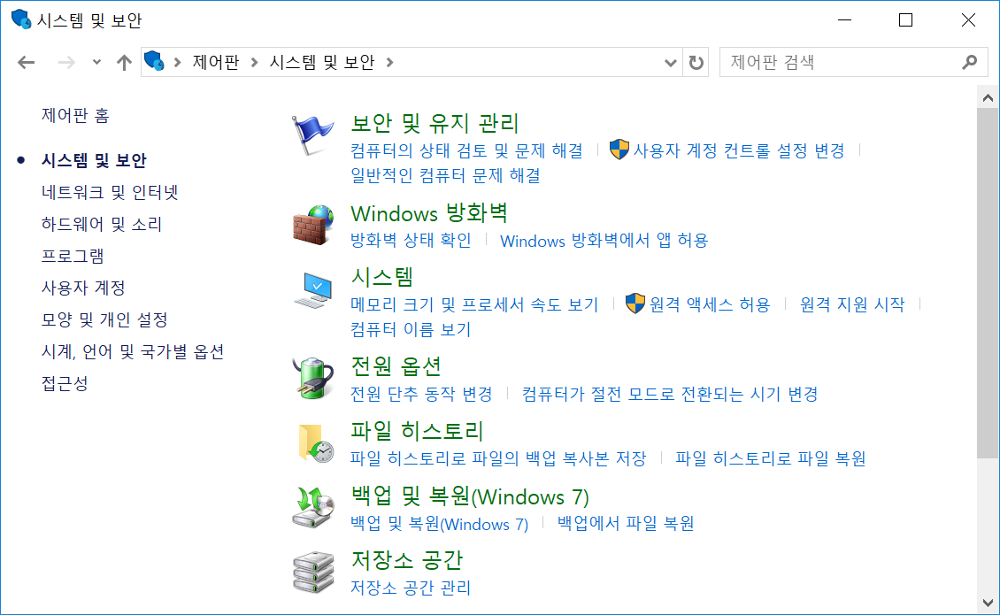 시스템 및 보안
제어판 시스템 및 보안
제어판 검색
제어판 홈
시스템 및 보안
네트워크 및 인터넷
하드웨어 및 소리
프로그램
사용자 계정
모양 및 개인 설정
시계, 언어 및 국가별 옵션
접근성
보안 및 유지 관리
컴퓨터의 상태 검토 및 문제 해결 사용자 계정 컨트롤 설정 변경
일반적인 컴퓨터 문제 해결
Windows 방화벽
방화벽 상태 확인 Windows 방화벽에서 앱 허용
시스템
메모리 크기 및 프로세서 속도 보기 원격 액세스 허용 원격 지원 시작
컴퓨터 이름 보기
전원 옵션
전원 단추 동작 변경 컴퓨터가 절전 모드로 전환되는 시기 변경
파일 히스토리
파일 히스토리로 파일의 백업 복사본 저장 파일 히스토리로 파일 복원
백업 및 복원(Windows 7)
백업 및 복원(Windows 7) 백업에서 파일 복원
저장소 공간
저장소 공간 관리